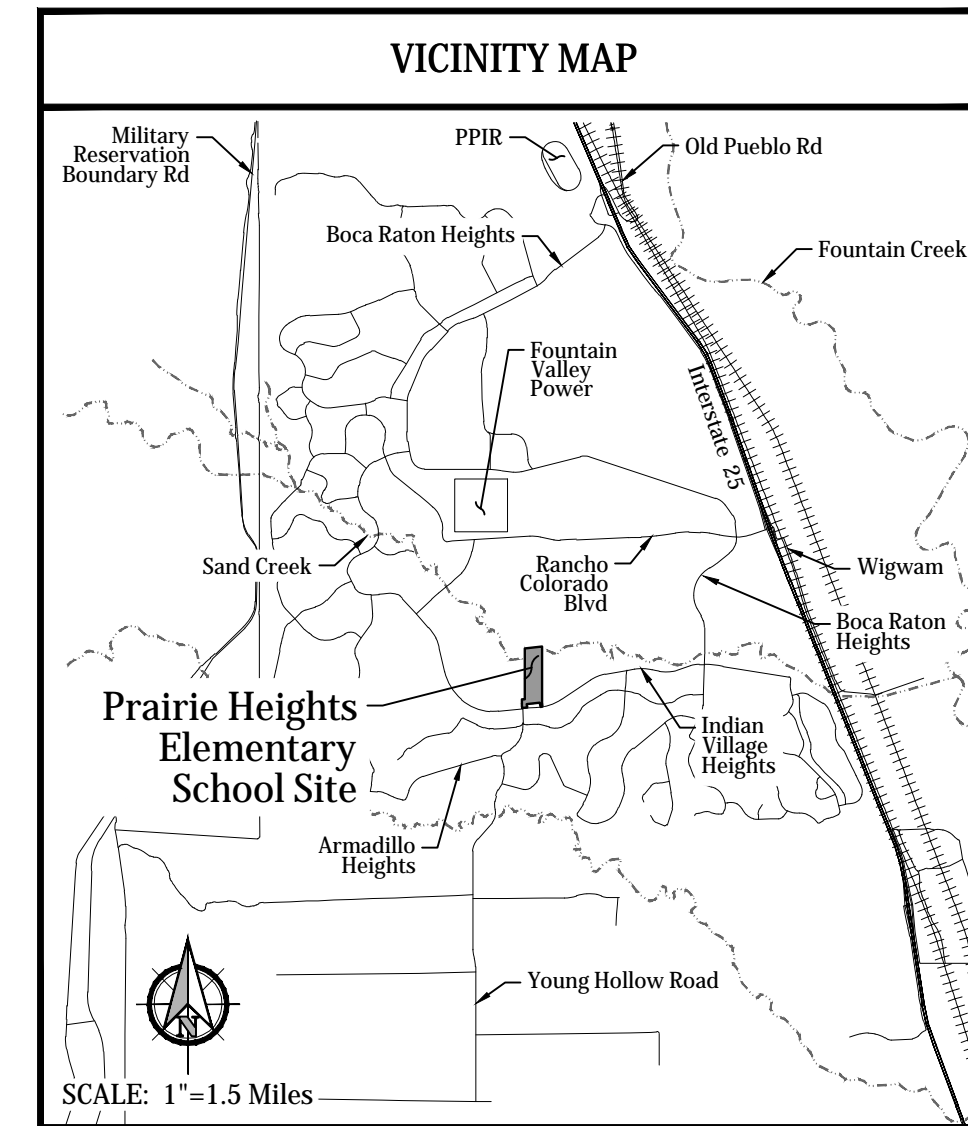 VICINITY MAP
Military
Reservation
Boundary Rd
PPIR
Old Pueblo Rd
Boca Raton Heights
Fountain Creek
Fountain
Valley
Power
Interstate 25
Sand Creek
Rancho
Colorado
Blvd
Wigwam
Boca Raton
Heights
Prairie Heights
Elementary
School Site
Indian
Village
Heights
Armadillo
Heights
Young Hollow Road
N
SCALE: 1"=1.5 Miles